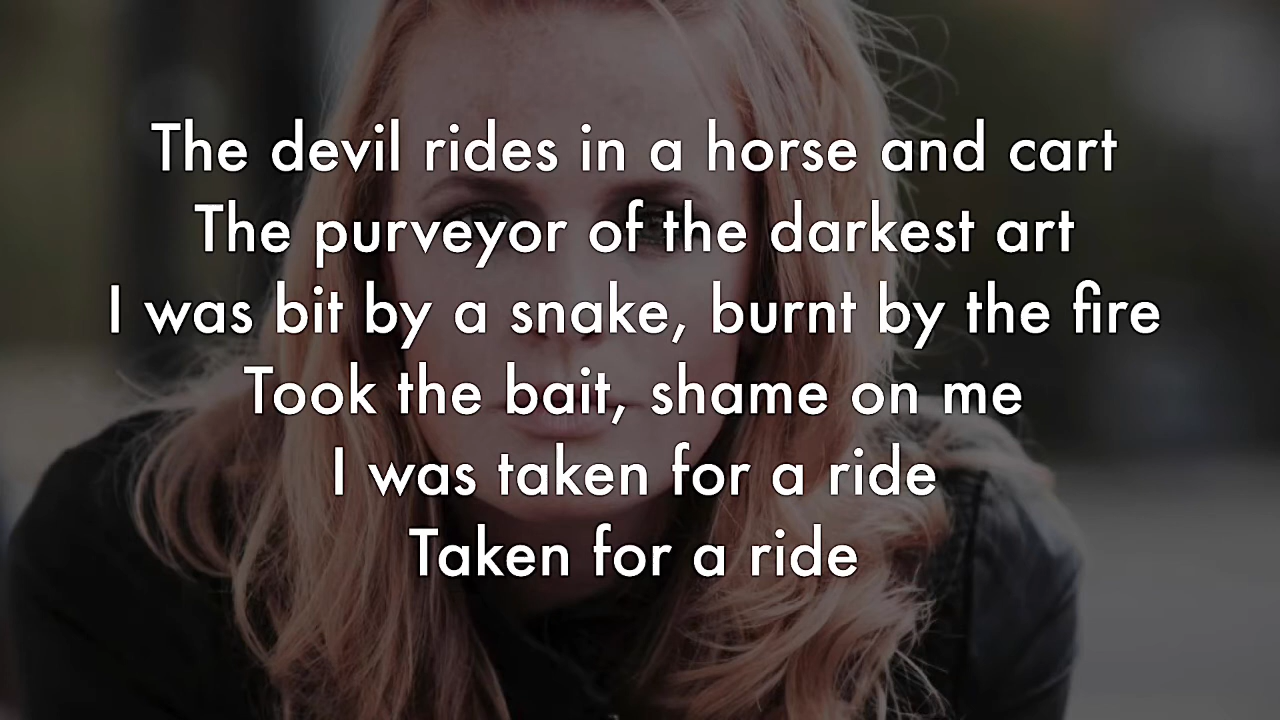 The devil rides in a horse and cart
The purveyor of the darkest art
I was bit by a snake, burnt by the fire
Took the bait, shame on me
I was taken for a ride
Taken for a ride